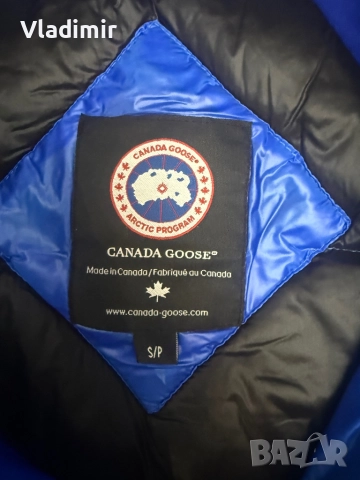 Vladimir
CANADA GOOSE®
ARCTIC PROGRAM
CANADA GOOSE®
Made in Canada/Fabriqué au Canada
www.canada-goose.com
S/P
BAZAR